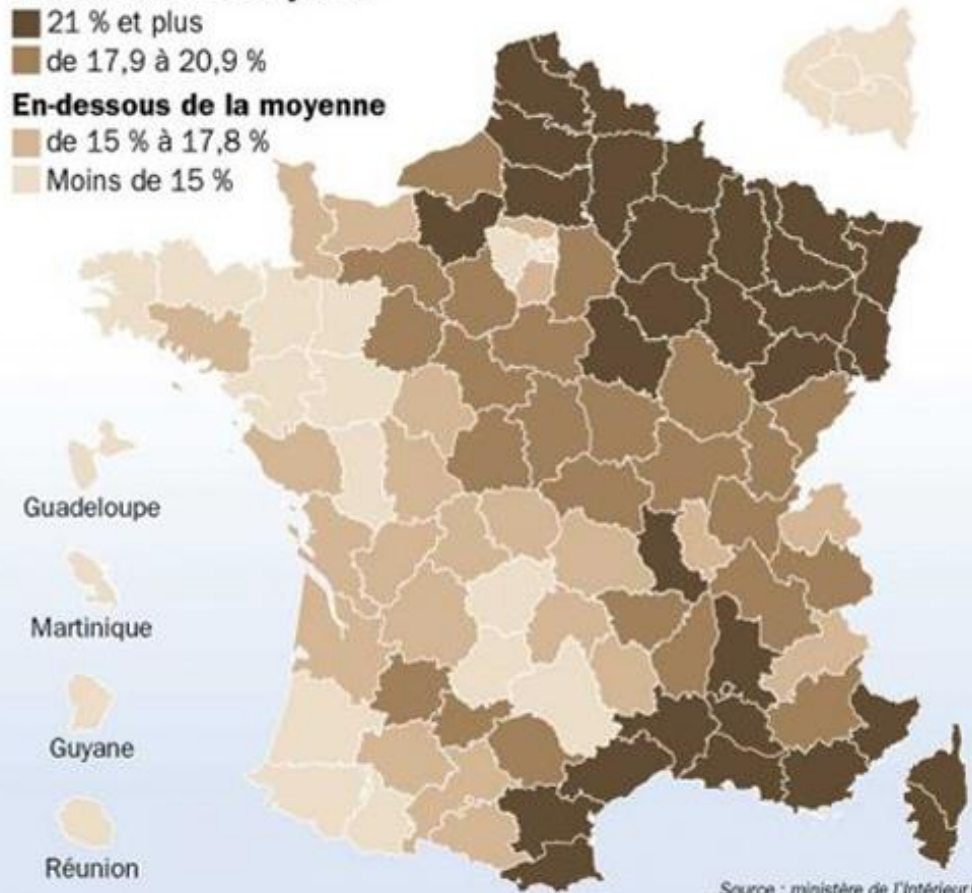 21 % et plus
de 17,9 à 20,9 %
En-dessous de la moyenne
de 15 % à 17,8 %
Moins de 15 %
Guadeloupe
Martinique
Guyane
Réunion
Source : ministère de l'Intérieur